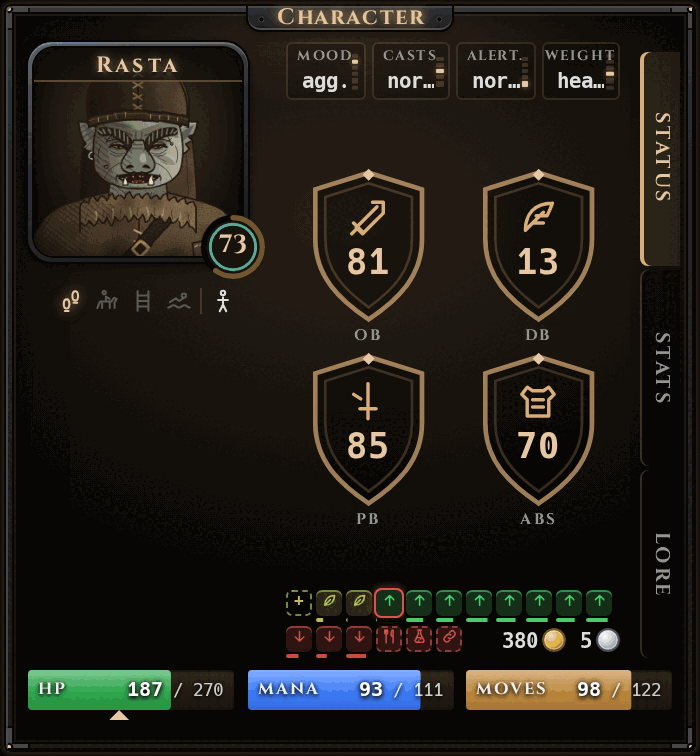 CHARACTER
RASTA
MOOD CASTS ALERT. WEIGHT
agg. nor… nor… hea…
73
STATUS
81 13
OB DB
STATS
85 70
PB ABS
LORE
380 5
HP 187 / 270 MANA 93 / 111 MOVES 98 / 122